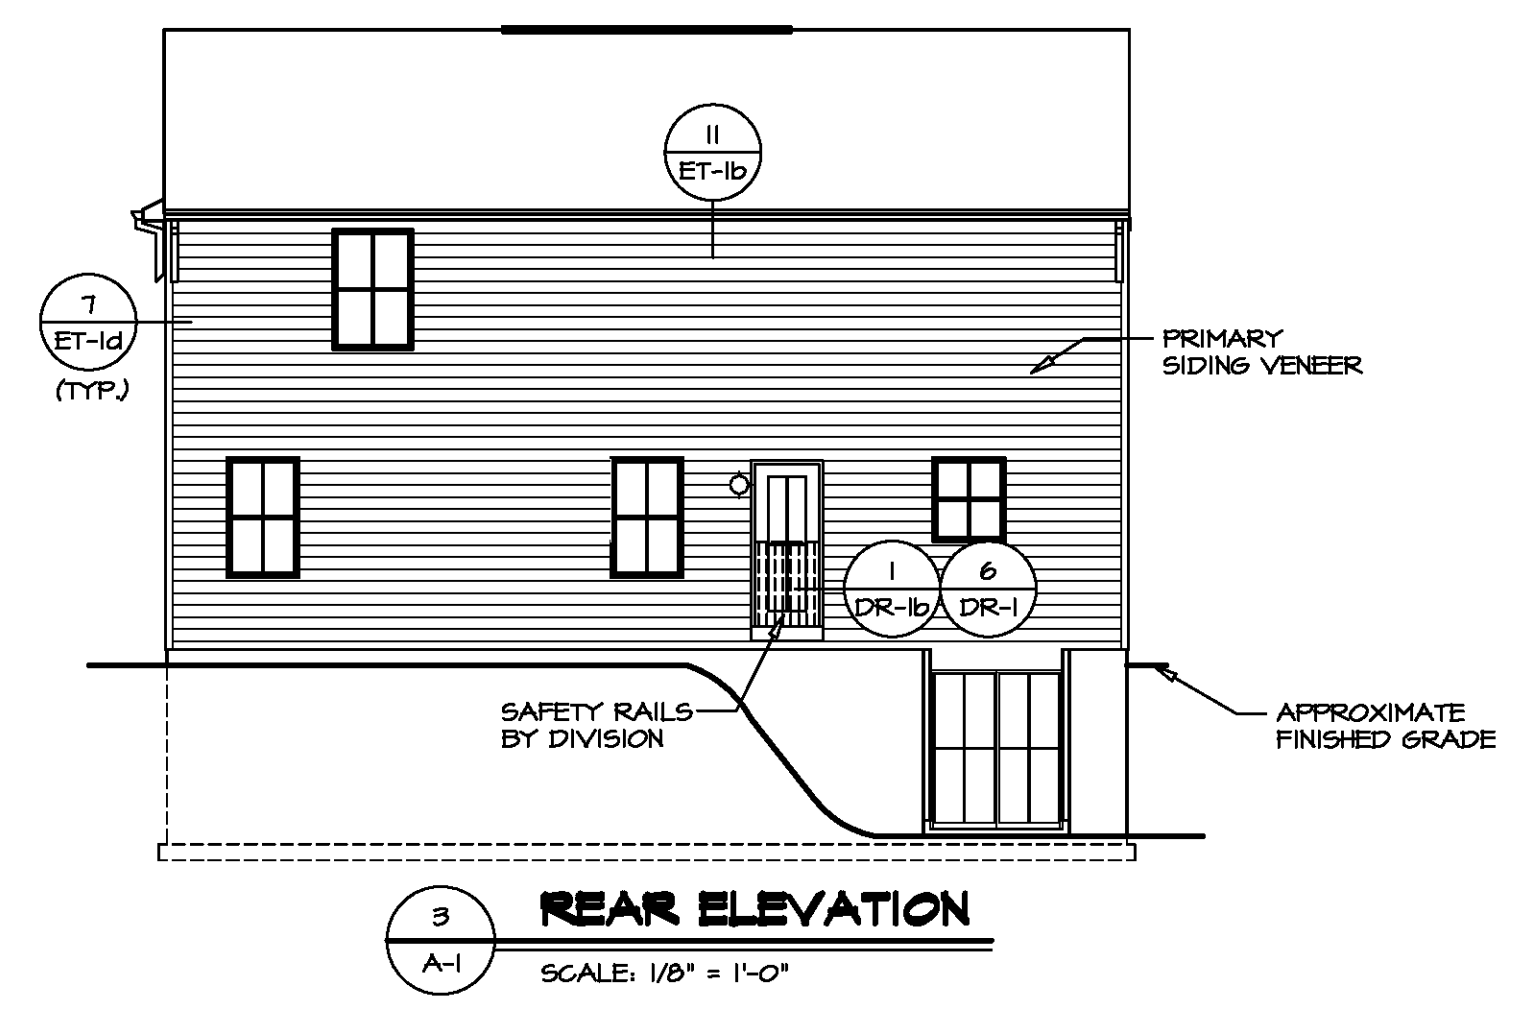 11
ET-1b
7
ET-1d
(TYP.)
PRIMARY
SIDING VENEER
1
DR-1b
6
DR-1
SAFETY RAILS
BY DIVISION
APPROXIMATE
FINISHED GRADE
3
A-1
REAR ELEVATION
SCALE: 1/8" = 1'-0"